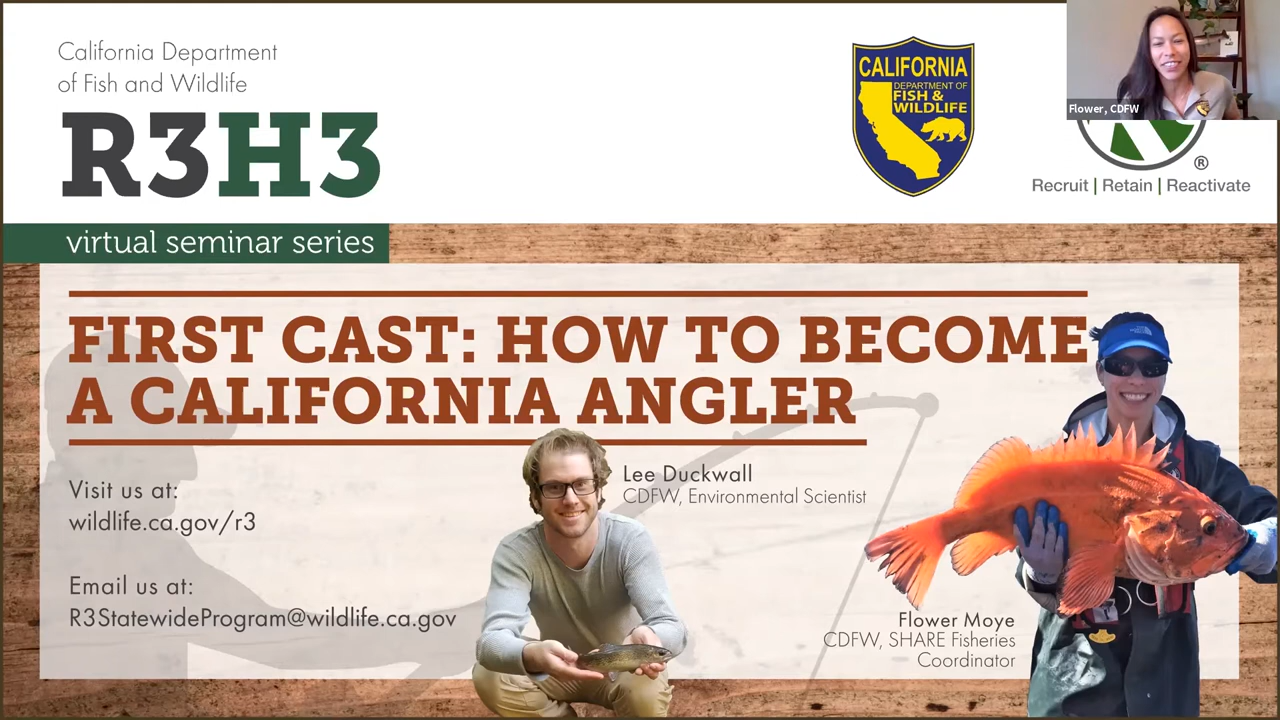 California Department
of Fish and Wildlife
R3H3
virtual seminar series
CALIFORNIA
DEPARTMENT OF
FISH &
WILDLIFE
Flower, CDFW
®
Recruit | Retain | Reactivate
FIRST CAST: HOW TO BECOME
A CALIFORNIA ANGLER
Visit us at:
wildlife.ca.gov/r3
Email us at:
R3StatewideProgram@wildlife.ca.gov
Lee Duckwall
CDFW, Environmental Scientist
Flower Moye
CDFW, SHARE Fisheries
Coordinator